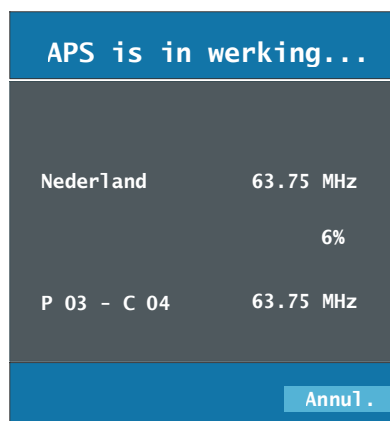 APS is in werking...
Nederland 63.75 MHz
6%
P 03 - C 04 63.75 MHz
Annul.